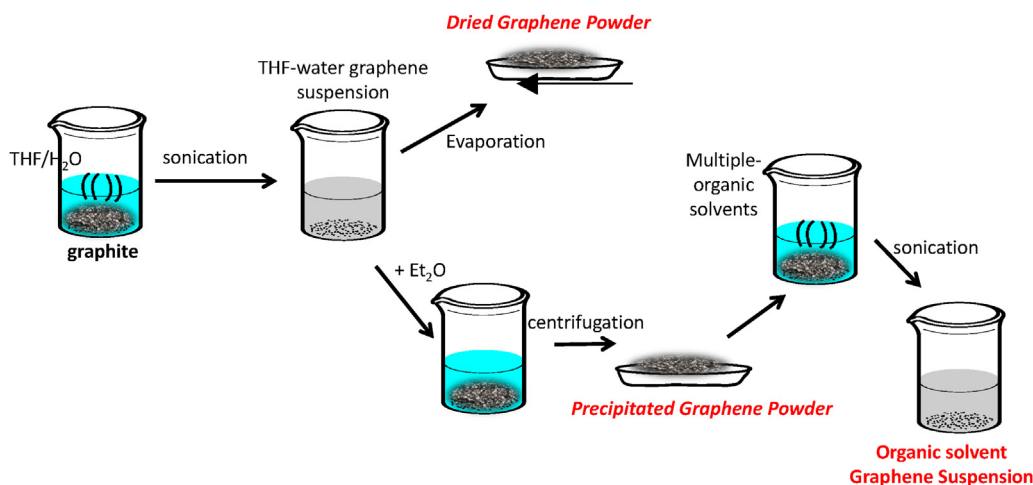 Dried Graphene Powder
THF-water graphene
suspension
THF/H₂O
sonication
Evaporation
graphite
Multiple-
organic
solvents
sonication
+ Et₂O
centrifugation
Precipitated Graphene Powder
Organic solvent
Graphene Suspension